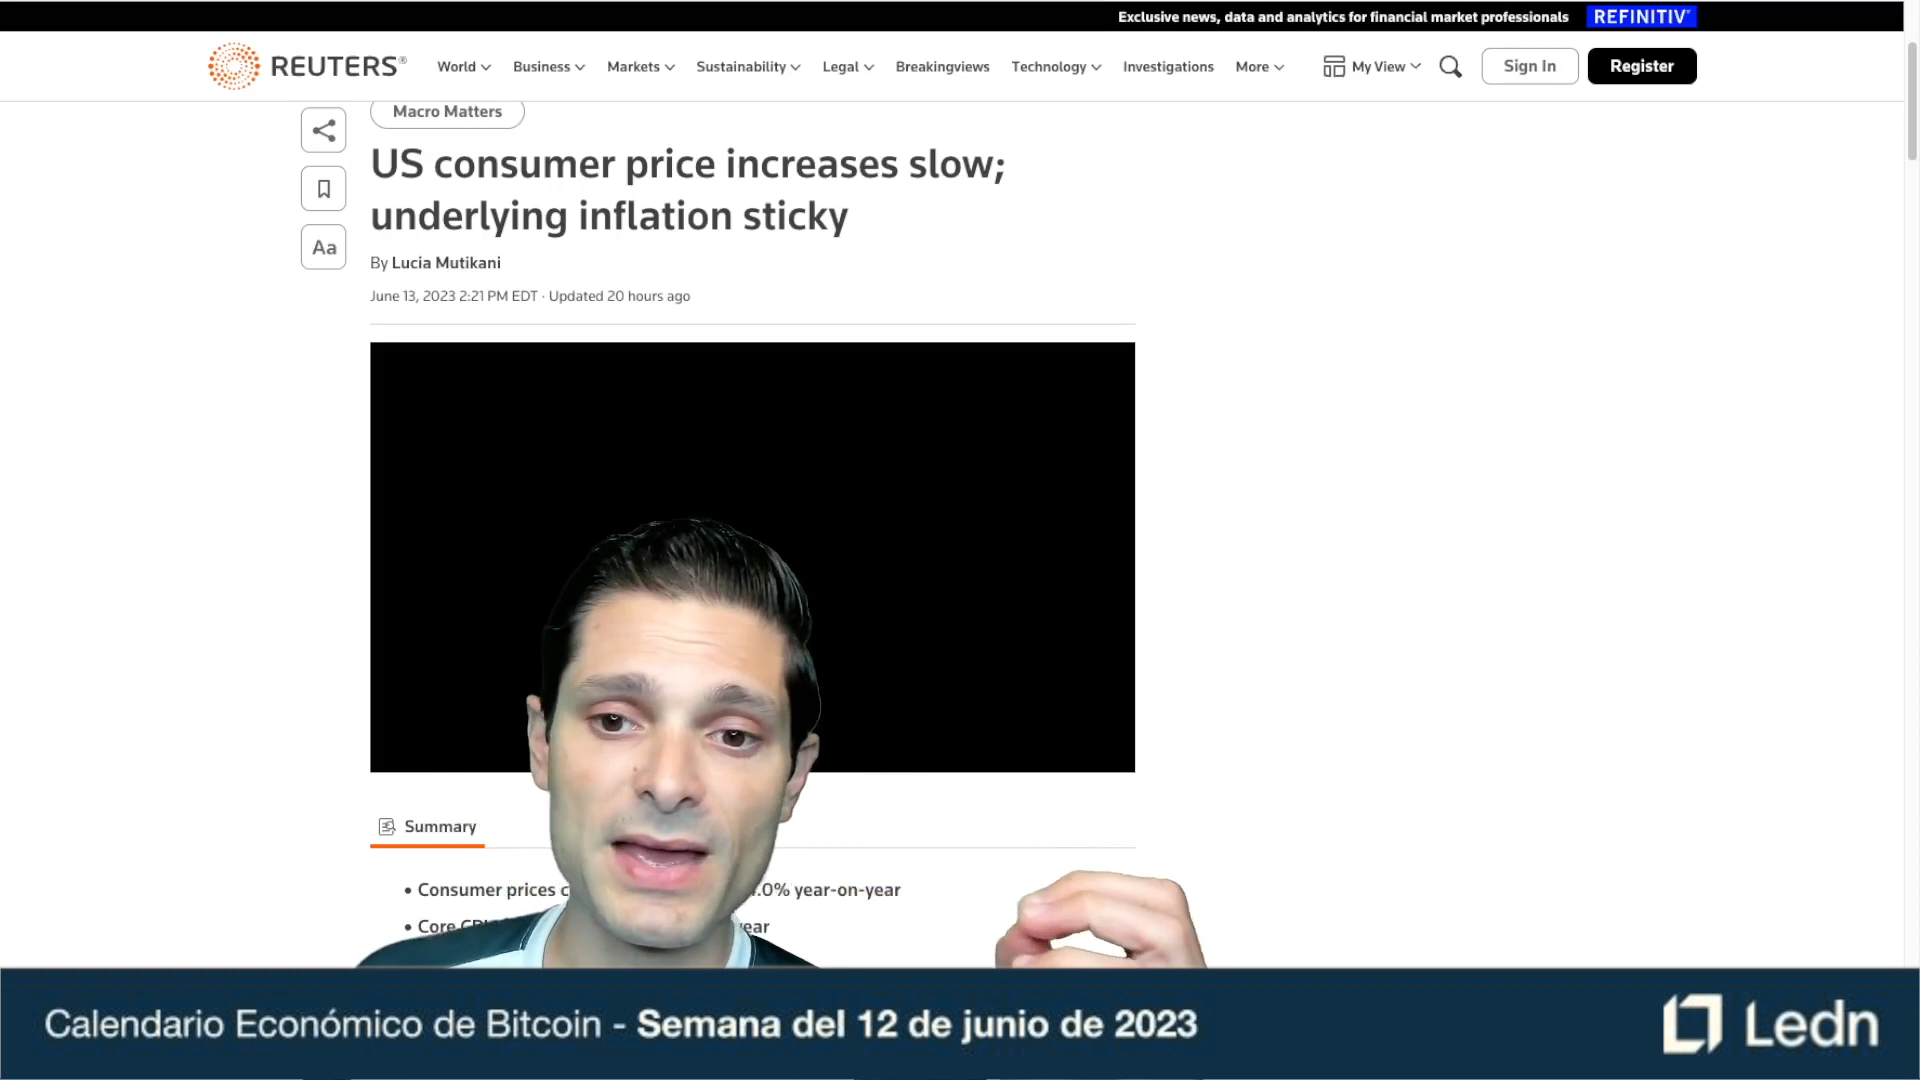 Exclusive news, data and analytics for financial market professionals REFINITIV
REUTERS® World Business Markets Sustainability Legal Breakingviews Technology Investigations More My View Sign In Register
Macro Matters
US consumer price increases slow;
underlying inflation sticky
Aa
By Lucia Mutikani
June 13, 2023 2:21 PM EDT · Updated 20 hours ago
Summary
• Consumer prices .0% year-on-year
• Core
Calendario Económico de Bitcoin - Semana del 12 de junio de 2023
Ledn